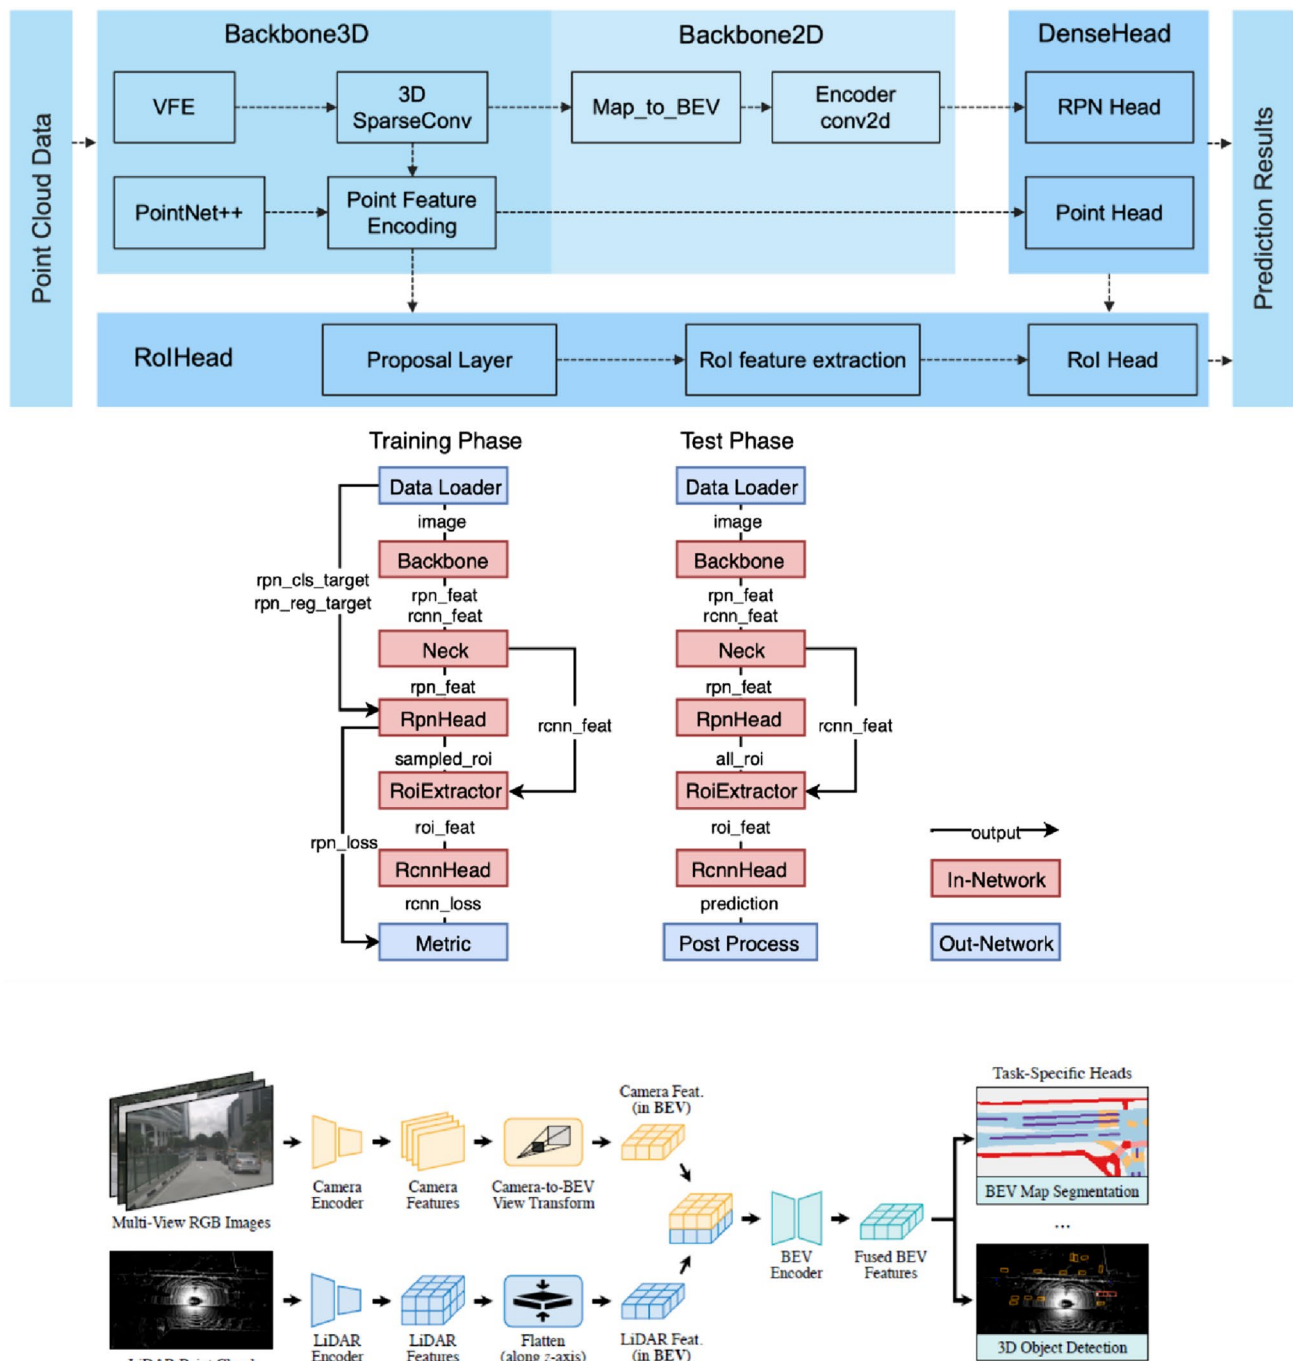 Point Cloud Data
Backbone3D
Backbone2D
DenseHead
VFE
3D
SparseConv
Map_to_BEV
Encoder
conv2d
RPN Head
PointNet++
Point Feature
Encoding
Point Head
RoIHead
Proposal Layer
RoI feature extraction
RoI Head
Prediction Results
Training Phase
Data Loader
image
Backbone
rpn_cls_target
rpn_reg_target
rpn_feat
rcnn_feat
Neck
rpn_feat
RpnHead
rcnn_feat
sampled_roi
RoiExtractor
rpn_loss
roi_feat
RcnnHead
rcnn_loss
Metric
Test Phase
Data Loader
image
Backbone
rpn_feat
rcnn_feat
Neck
rpn_feat
RpnHead
rcnn_feat
all_roi
RoiExtractor
roi_feat
RcnnHead
prediction
Post Process
output
In-Network
Out-Network
Multi-View RGB Images
Camera
Encoder
Camera
Features
Camera-to-BEV
View Transform
Camera Feat.
(in BEV)
LiDAR Point Cloud
LiDAR
Encoder
LiDAR
Features
Flatten
(along z-axis)
LiDAR Feat.
(in BEV)
BEV
Encoder
Fused BEV
Features
Task-Specific Heads
BEV Map Segmentation
...
3D Object Detection